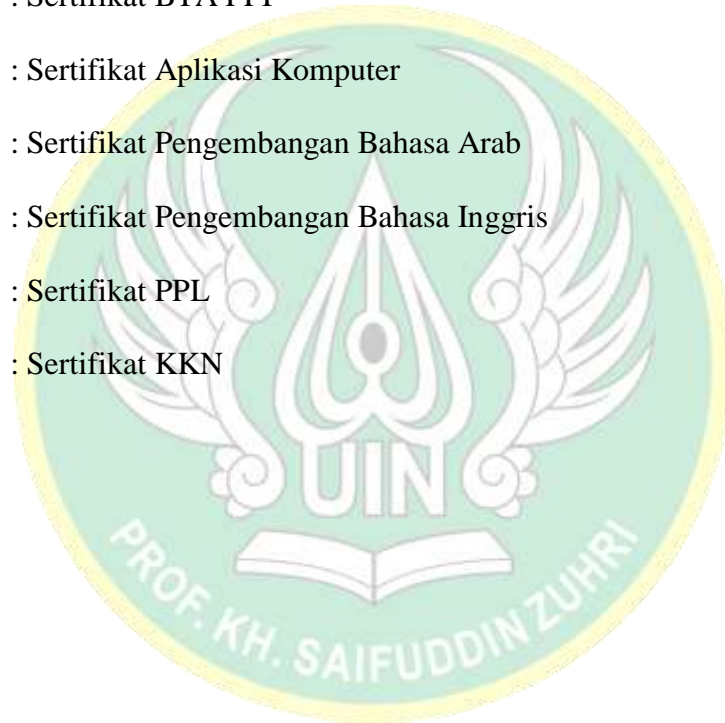 : Sertifikat
: Sertifikat Aplikasi Komputer
: Sertifikat Pengembangan Bahasa Arab
: Sertifikat Pengembangan Bahasa Inggris
: Sertifikat PPL
: Sertifikat KKN
UIN
PROF. KH. SAIFUDDIN ZUHRI